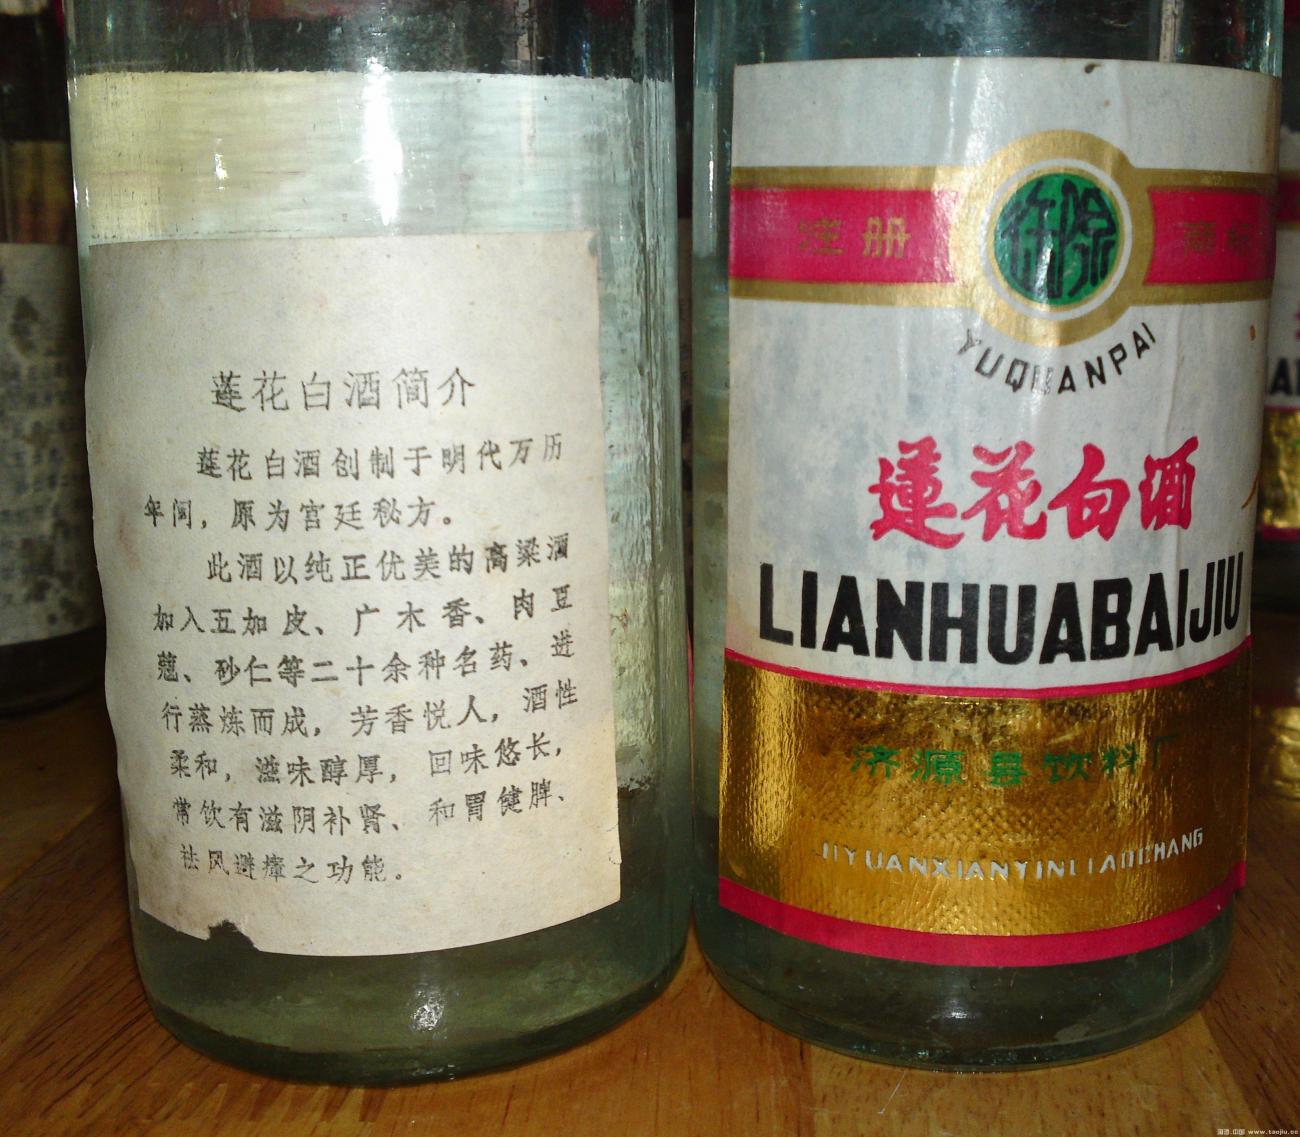 莲花白酒简介
莲花白酒创制于明代万历
年间，原为宫廷秘方。
此酒以纯正优美的高粱酒
加入五加皮、广木香、肉豆
蔻、砂仁等二十余种名药、进
行蒸炼而成，芳香悦人，酒性
柔和，滋味醇厚，回味悠长，
常饮有滋阴补肾、和胃健脾、
祛风避瘴之功能。
注册 商标
YUQUANPAI
莲花白酒
LIANHUABAIJIU
济源县饮料厂
JIYUANXIANYINLIAOCHANG
www.taojiu.cc